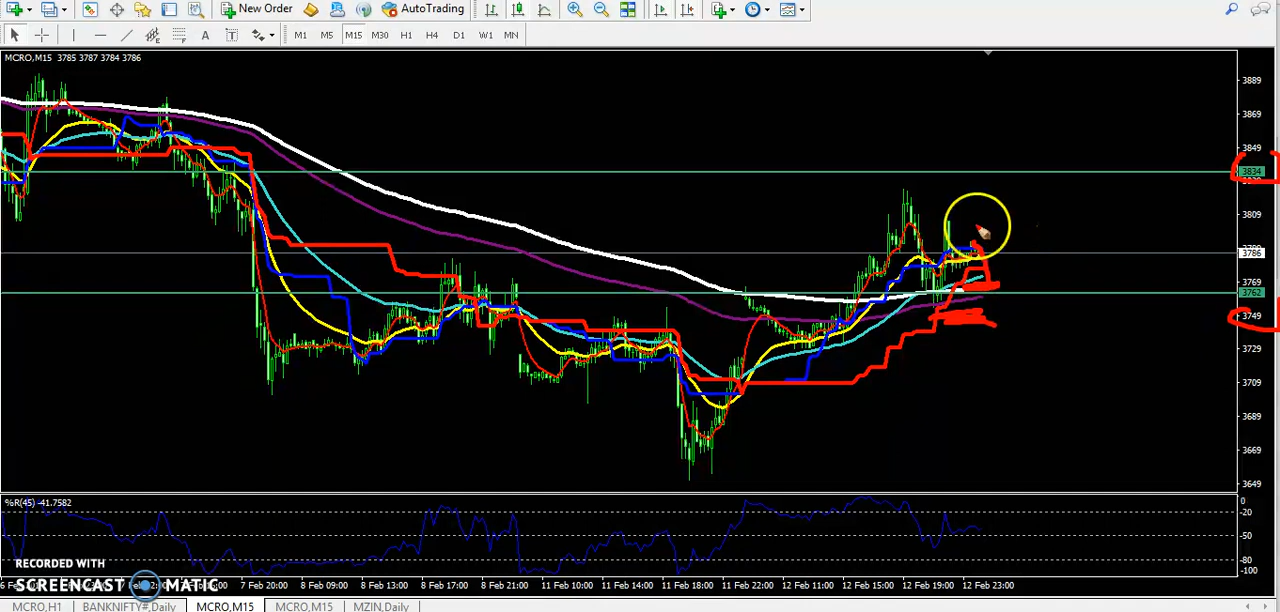 New Order AutoTrading
A T M1 M5 M15 M30 H1 H4 D1 W1 MN
MCRO,M15 3785 3787 3784 3786
3889
3869
3849
3834
3809
3786
3769
3762
3749
3729
3709
3689
3669
3649
%R(45) -41.7582
0
-20
-50
-80
-100
RECORDED WITH
SCREENCAST MATIC
7 Feb 20:00 8 Feb 09:00 8 Feb 13:00 8 Feb 17:00 8 Feb 21:00 11 Feb 10:00 11 Feb 14:00 11 Feb 18:00 11 Feb 22:00 12 Feb 11:00 12 Feb 15:00 12 Feb 19:00 12 Feb 23:00
MCRO,H1 BANKNIFTY#,Daily MCRO,M15 MCRO,M15 MZIN,Daily